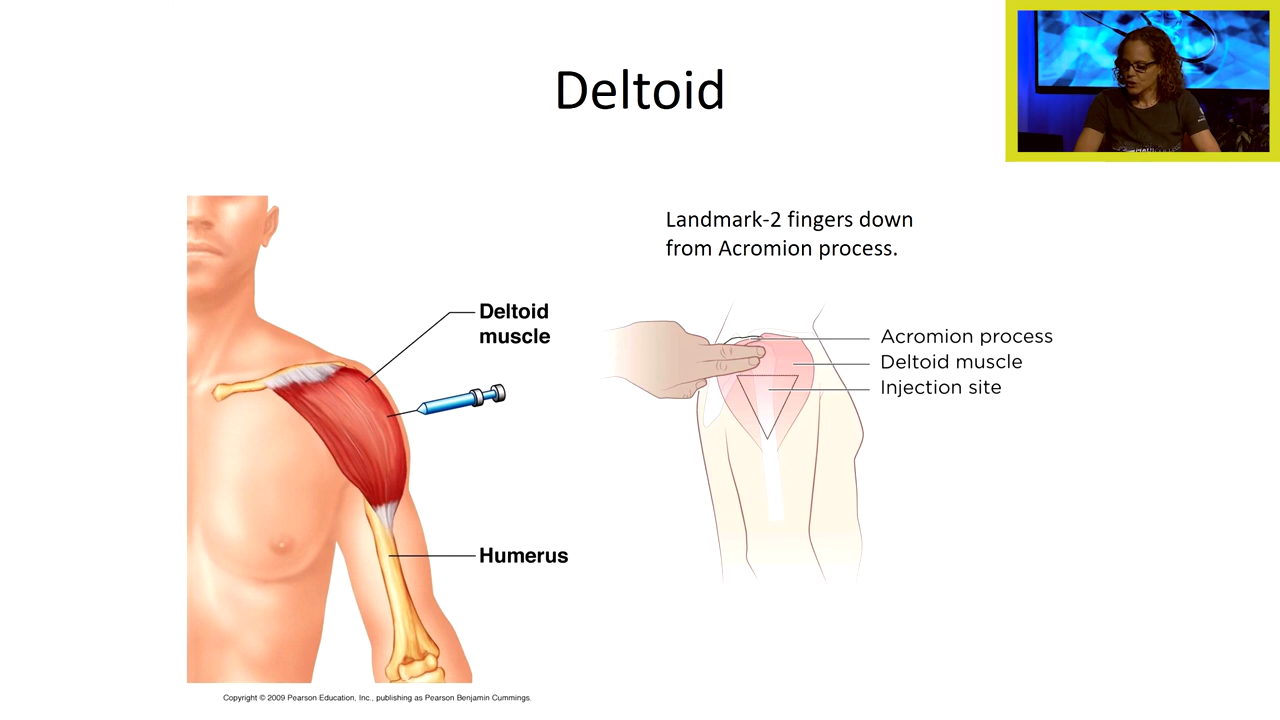 Deltoid
Landmark-2 fingers down
from Acromion process.
Deltoid
muscle
Humerus
Acromion process
Deltoid muscle
Injection site
Copyright © 2009 Pearson Education, Inc., publishing as Pearson Benjamin Cummings.